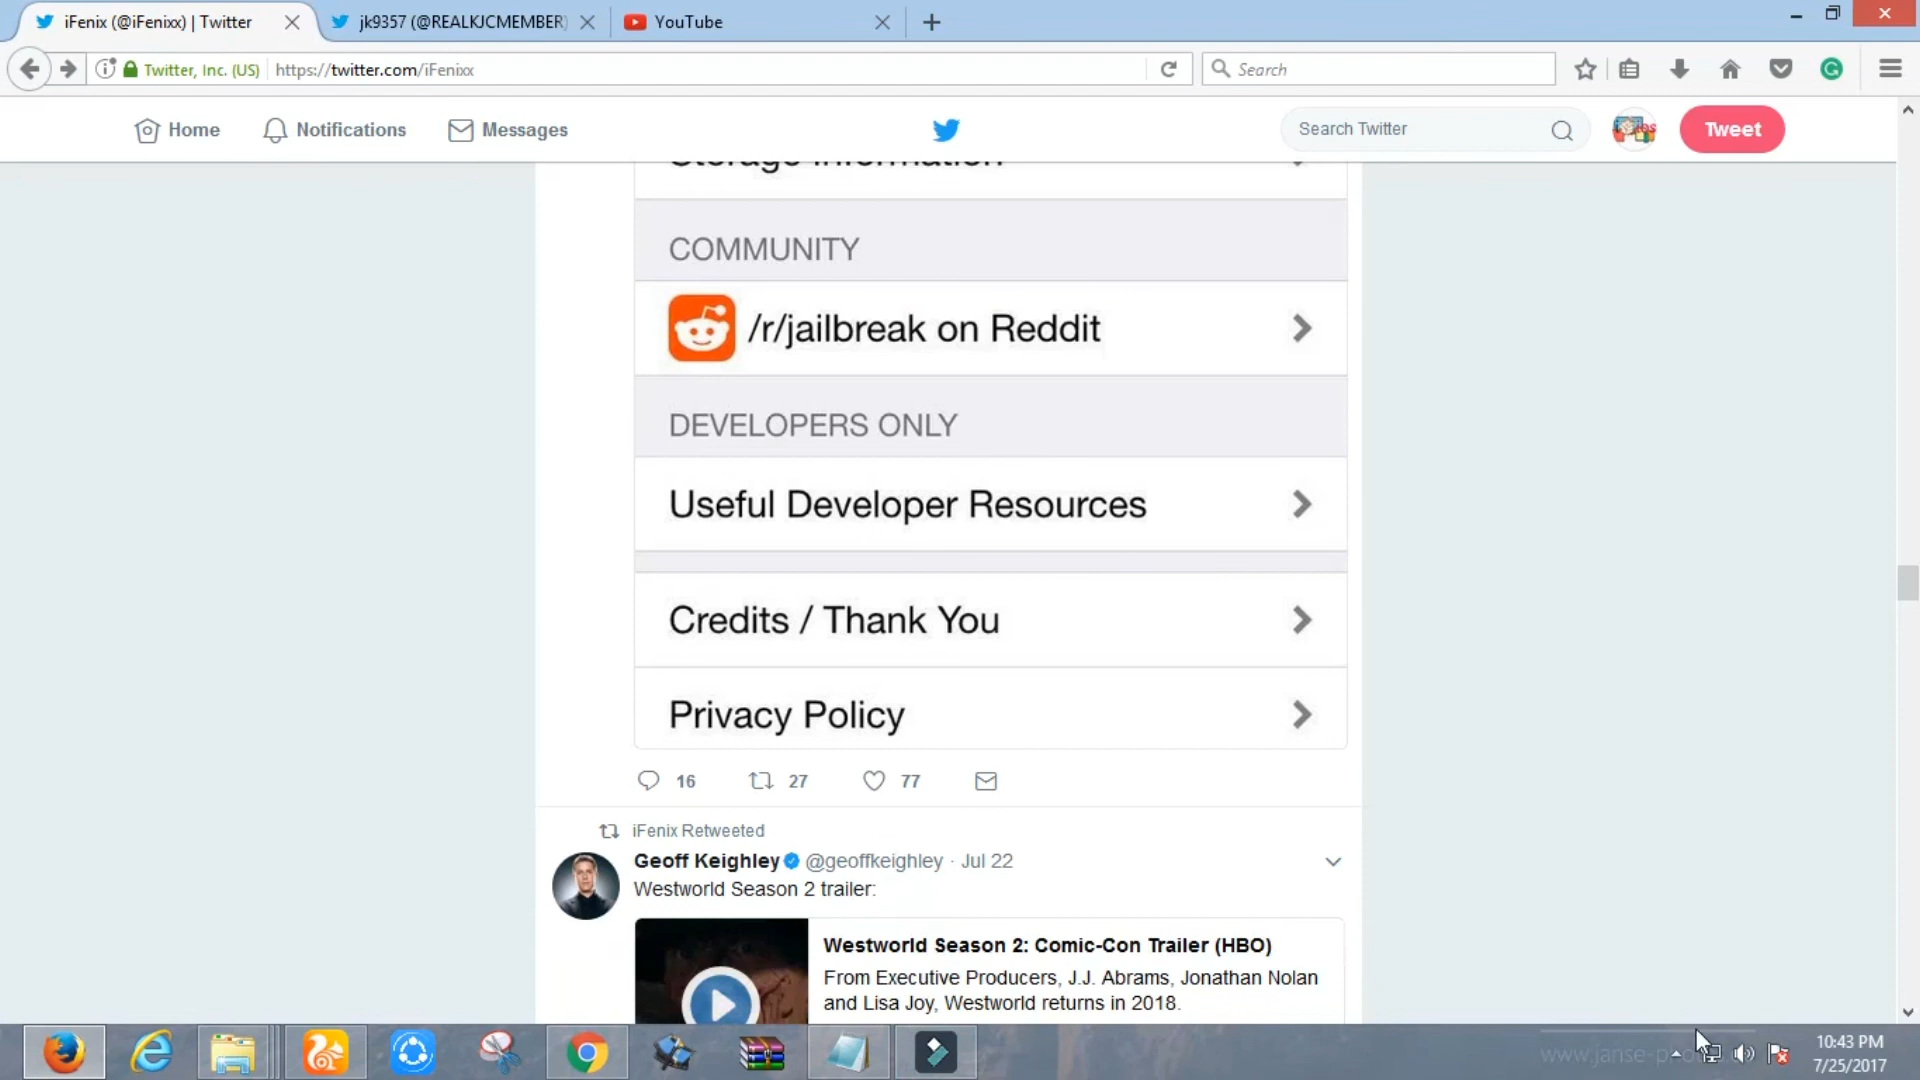 iFenix (@iFenixx) | Twitter
jk9357 (@REALKJCMEMBER)
YouTube
Twitter, Inc. (US)
https://twitter.com/iFenixx
Search
Home
Notifications
Messages
Search Twitter
Tweet
Storage Information
COMMUNITY
/r/jailbreak on Reddit
DEVELOPERS ONLY
Useful Developer Resources
Credits / Thank You
Privacy Policy
16
27
77
iFenix Retweeted
Geoff Keighley @geoffkeighley · Jul 22
Westworld Season 2 trailer:
Westworld Season 2: Comic-Con Trailer (HBO)
From Executive Producers, J.J. Abrams, Jonathan Nolan
and Lisa Joy, Westworld returns in 2018.
10:43 PM
7/25/2017